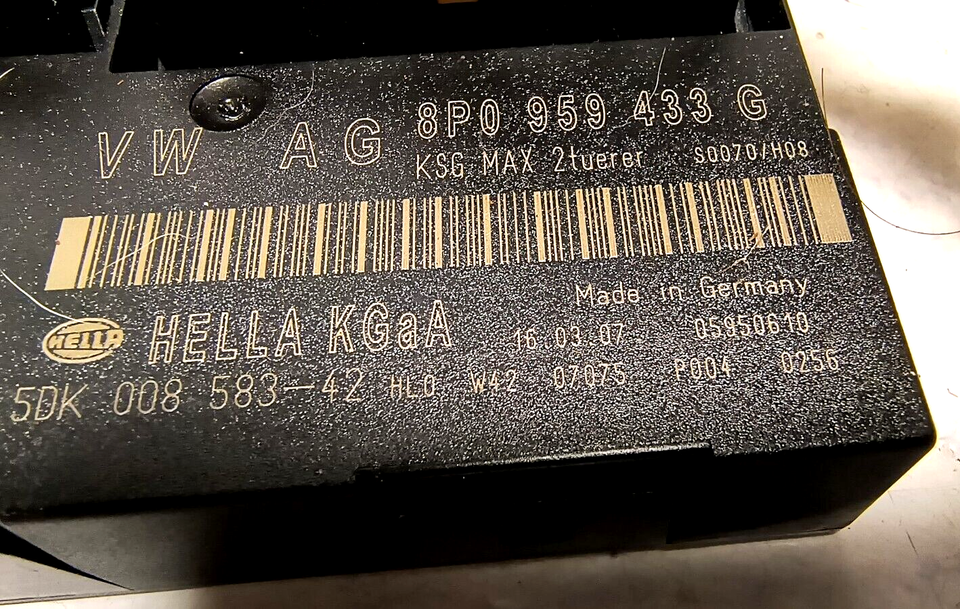 VW AG 8P0 959 433 G
KSG MAX 2tuerer S0070/H08
Made in Germany
HELLA HELLA KGaA 16.03.07 05950610
5DK 008 583-42 HL0 W42 07075 P004 0256